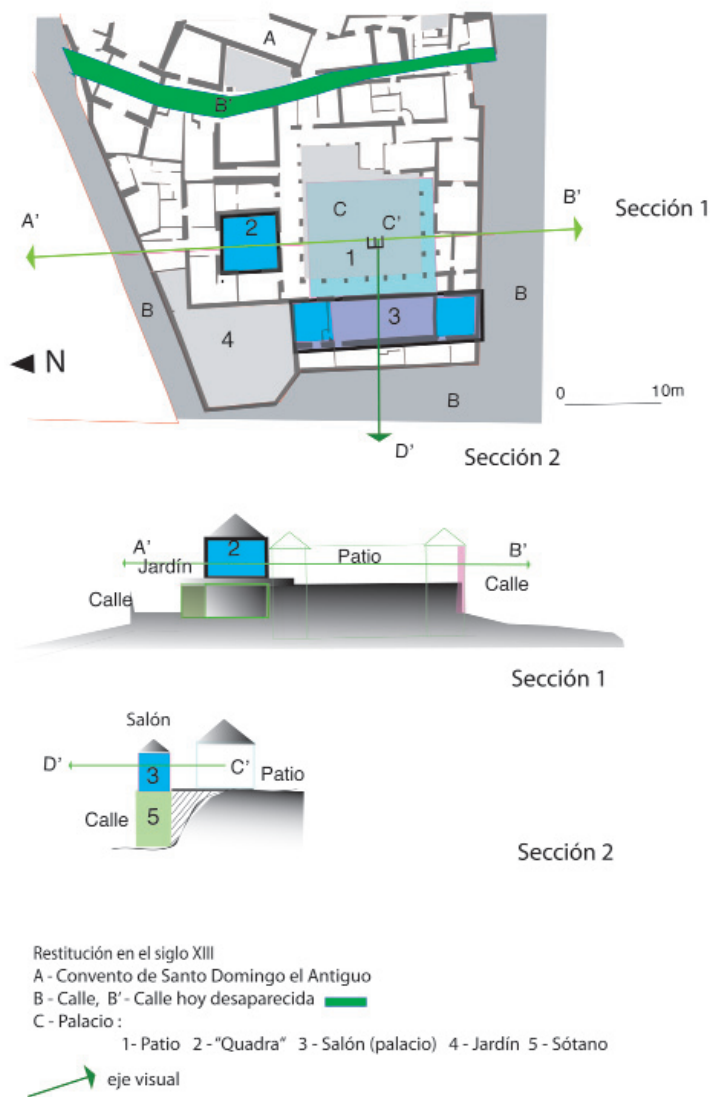 A
B'
B'
Sección 1
A'
2
C
C'
1
B
B
4
3
N
B
0 10m
D'
Sección 2
A'
2
Patio
B'
Jardín
Calle
Calle
Sección 1
Salón
D'
3
C'
Patio
Calle
5
Sección 2
Restitución en el siglo XIII
A - Convento de Santo Domingo el Antiguo
B - Calle, B' - Calle hoy desaparecida
C - Palacio :
1- Patio 2 -"Quadra" 3 - Salón (palacio) 4 - Jardín 5 - Sótano
eje visual